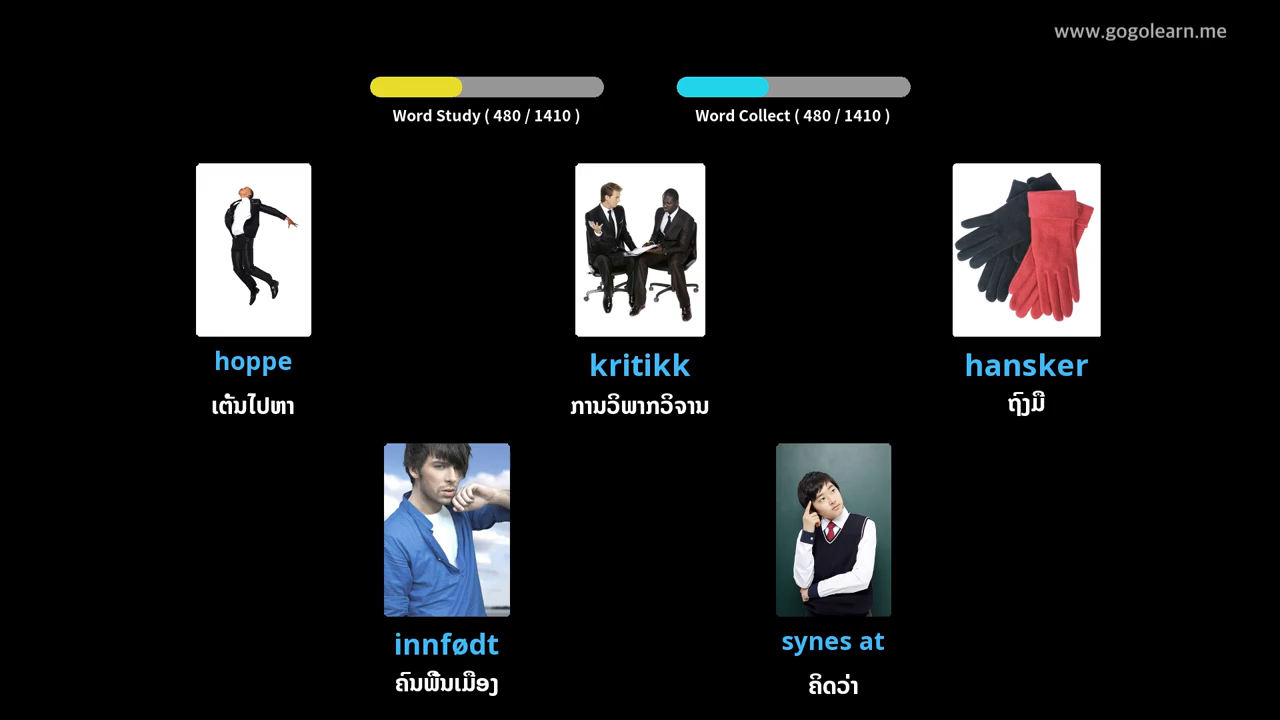 www.gogolearn.me
Word Study ( 480 / 1410 )
Word Collect ( 480 / 1410 )
hoppe
ເຕັ້ນໄປຫາ
kritikk
ການວິພາກວິຈານ
hansker
ຖົງມື
innfødt
ຄົນພື້ນເມືອງ
synes at
ຄິດວ່າ